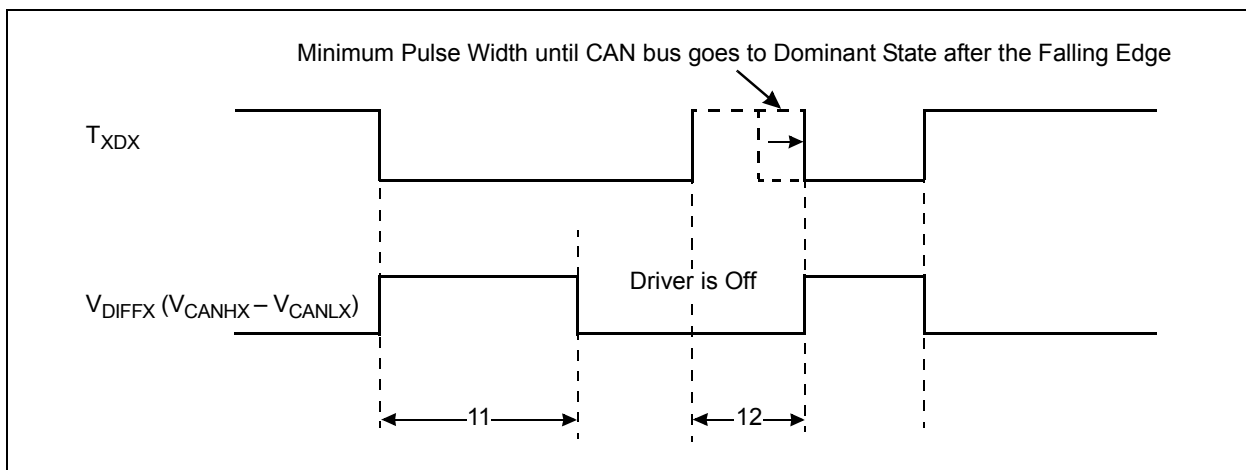 Minimum Pulse Width until CAN bus goes to Dominant State after the Falling Edge
TXDX
Driver is Off
VDIFFX (VCANHX – VCANLX)
11
12